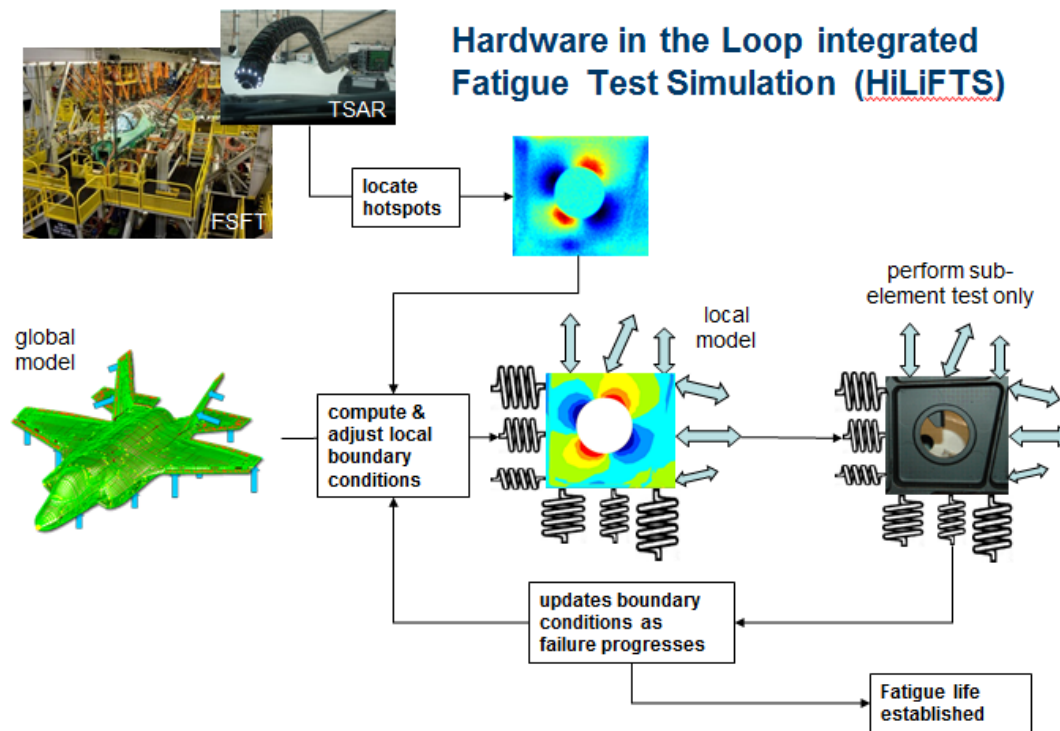 Hardware in the Loop integrated
Fatigue Test Simulation (HiLiFTS)
TSAR
FSFT
locate
hotspots
perform sub-
element test only
local
model
global
model
compute &
adjust local
boundary
conditions
updates boundary
conditions as
failure progresses
Fatigue life
established